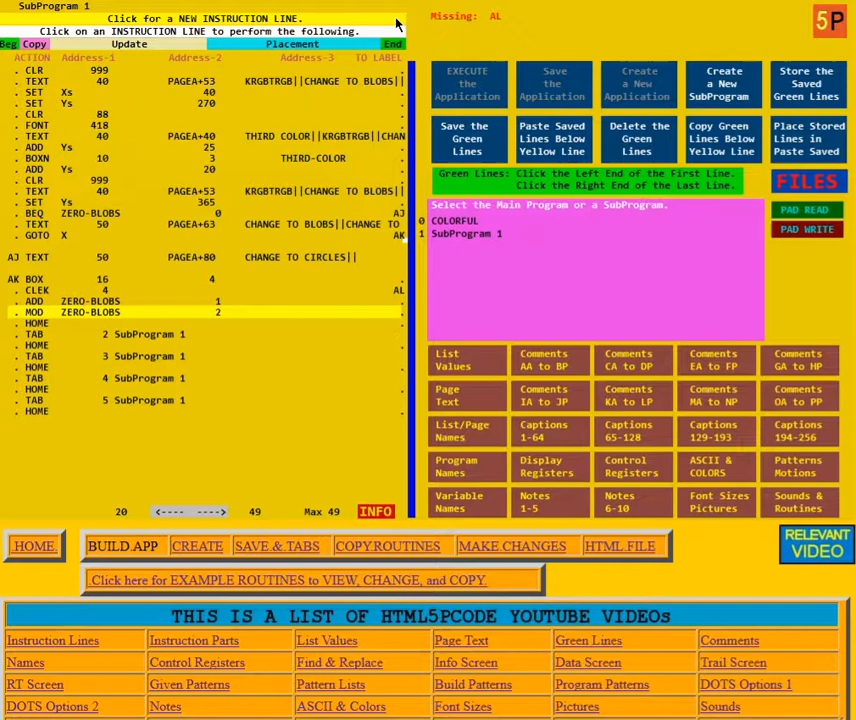 SubProgram 1
Click for a NEW INSTRUCTION LINE.
Click on an INSTRUCTION LINE to perform the following.
Beg Copy Update Placement End
ACTION Address-1 Address-2 Address-3 TO LABEL
. CLR 999 .
. TEXT 40 PAGEA+53 KRGBTRGB||CHANGE TO BLOBS||
. SET Xs 40 .
. SET Ys 270 .
. CLR 88 .
. FONT 418 .
. TEXT 40 PAGEA+40 THIRD COLOR||KRGBTRGB||CHAN
. ADD Ys 25 .
. BOXN 10 3 THIRD-COLOR .
. ADD Ys 20 .
. CLR 999 .
. TEXT 40 PAGEA+53 KRGBTRGB||CHANGE TO BLOBS||
. SET Ys 365 .
. BEQ ZERO-BLOBS 0 AJ
. TEXT 50 PAGEA+63 CHANGE TO BLOBS||CHANGE TO
. GOTO X AK
AJ TEXT 50 PAGEA+80 CHANGE TO CIRCLES|| .
AK BOX 16 4 .
. CLEK 4 AL
. ADD ZERO-BLOBS 1 .
. MOD ZERO-BLOBS 2 .
. HOME .
. TAB 2 SubProgram 1 .
. HOME .
. TAB 3 SubProgram 1 .
. HOME .
. TAB 4 SubProgram 1 .
. HOME .
. TAB 5 SubProgram 1 .
. HOME .
20 <---- ----> 49 Max 49 INFO
Missing: AL
5P
EXECUTE the Application
Save the Application
Create a New Application
Create a New SubProgram
Store the Saved Green Lines
Save the Green Lines
Paste Saved Lines Below Yellow Line
Delete the Green Lines
Copy Green Lines Below Yellow Line
Place Stored Lines in Paste Saved
Green Lines: Click the Left End of the First Line.
Click the Right End of the Last Line.
FILES
Select the Main Program or a SubProgram.
0 COLORFUL
1 SubProgram 1
PAD READ
PAD WRITE
List Values
Comments AA to BP
Comments CA to DP
Comments EA to FP
Comments GA to HP
Page Text
Comments IA to JP
Comments KA to LP
Comments MA to NP
Comments OA to PP
List/Page Names
Captions 1-64
Captions 65-128
Captions 129-193
Captions 194-256
Program Names
Display Registers
Control Registers
ASCII & COLORS
Patterns Motions
Variable Names
Notes 1-5
Notes 6-10
Font Sizes Pictures
Sounds & Routines
HOME BUILD.APP CREATE SAVE.&.TABS COPY.ROUTINES MAKE.CHANGES HTML.FILE
RELEVANT VIDEO
Click here for EXAMPLE ROUTINES to VIEW, CHANGE, and COPY.
THIS IS A LIST OF HTML5PCODE YOUTUBE VIDEOs
Instruction Lines Instruction Parts List Values Page Text Green Lines Comments
Names Control Registers Find & Replace Info Screen Data Screen Trail Screen
RT Screen Given Patterns Pattern Lists Build Patterns Program Patterns DOTS Options 1
DOTS Options 2 Notes ASCII & Colors Font Sizes Pictures Sounds